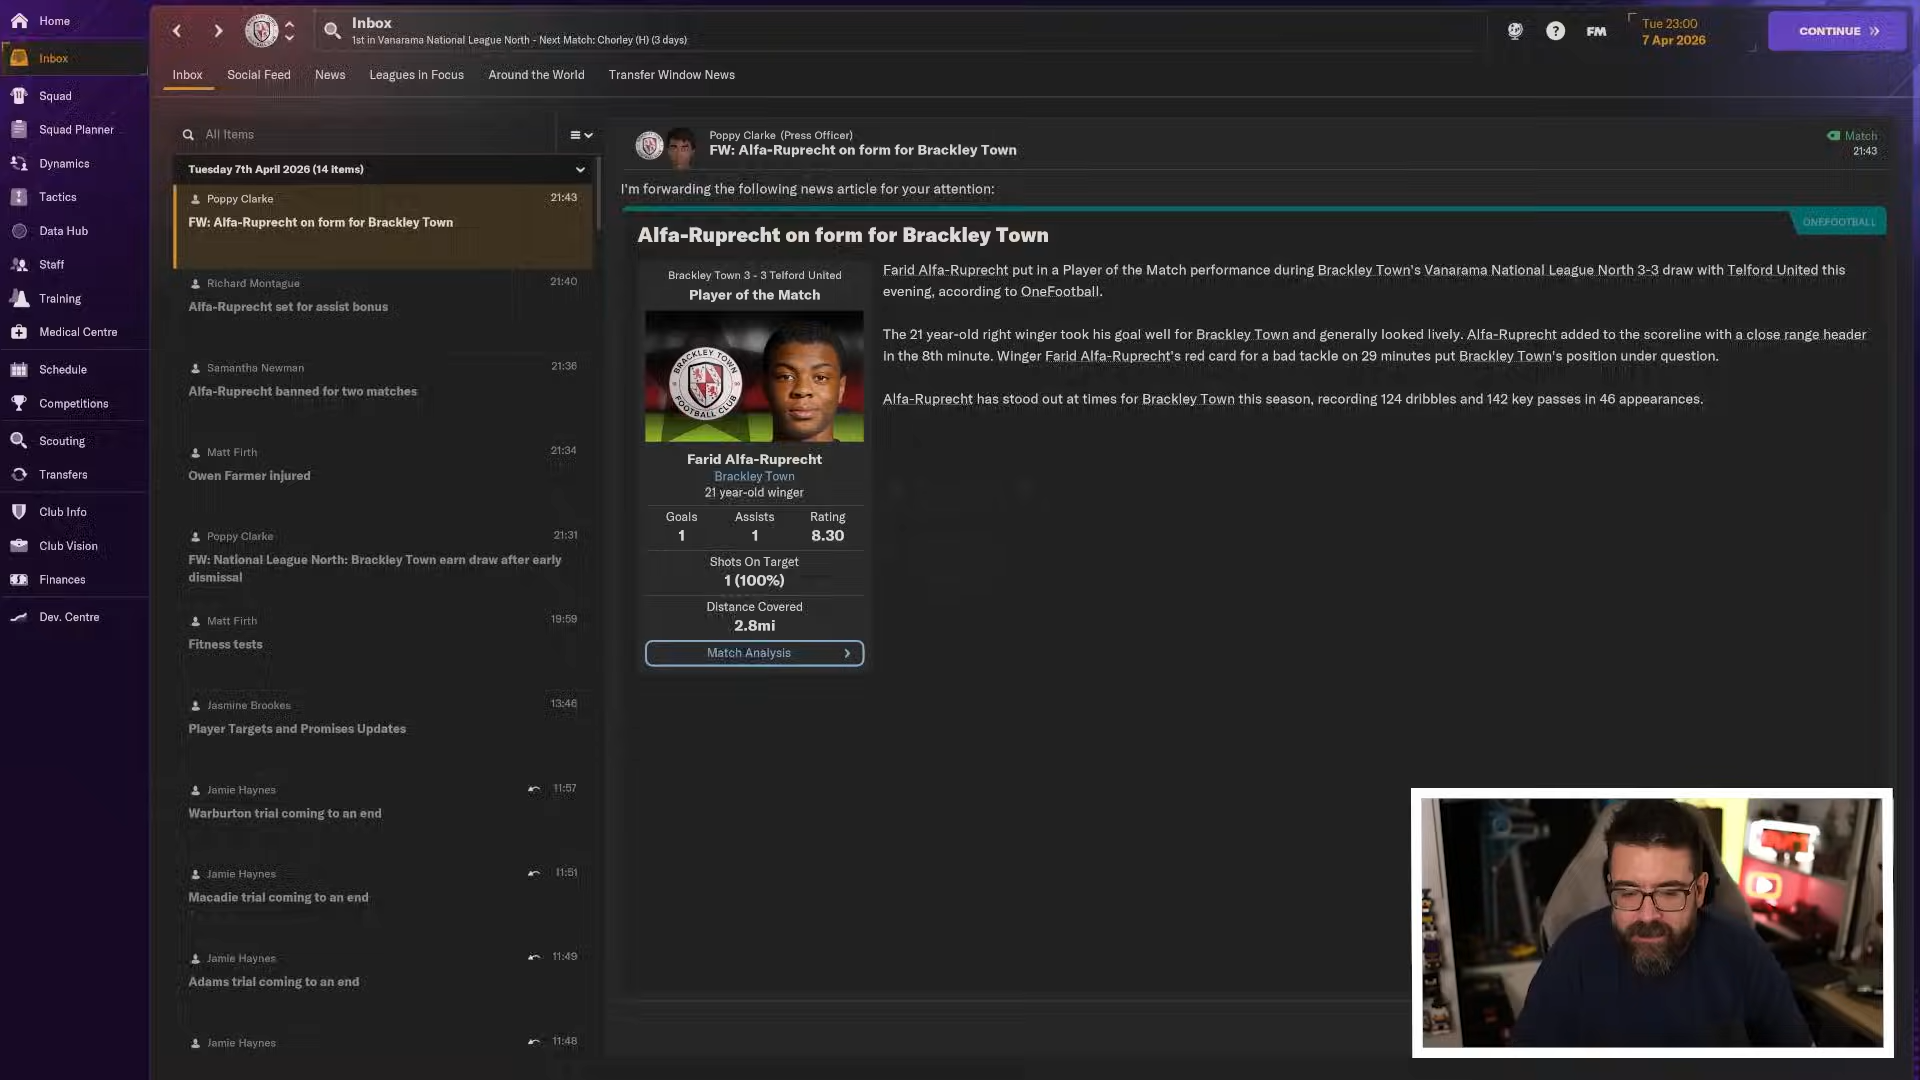 Home
Inbox
Squad
Squad Planner
Dynamics
Tactics
Data Hub
Staff
Training
Medical Centre
Schedule
Competitions
Scouting
Transfers
Club Info
Club Vision
Finances
Dev. Centre
Inbox
1st in Vanarama National League North - Next Match: Chorley (H) (3 days)
FM
Tue 23:00
7 Apr 2026
CONTINUE
Inbox
Social Feed
News
Leagues in Focus
Around the World
Transfer Window News
All Items
Tuesday 7th April 2026 (14 items)
Poppy Clarke 21:43
FW: Alfa-Ruprecht on form for Brackley Town
Richard Montague 21:40
Alfa-Ruprecht set for assist bonus
Samantha Newman 21:36
Alfa-Ruprecht banned for two matches
Matt Firth 21:34
Owen Farmer injured
Poppy Clarke 21:31
FW: National League North: Brackley Town earn draw after early
dismissal
Matt Firth 19:59
Fitness tests
Jasmine Brookes 13:46
Player Targets and Promises Updates
Jamie Haynes 11:57
Warburton trial coming to an end
Jamie Haynes 11:51
Macadie trial coming to an end
Jamie Haynes 11:49
Adams trial coming to an end
Jamie Haynes 11:48
Poppy Clarke (Press Officer)
FW: Alfa-Ruprecht on form for Brackley Town
Match
21:43
I'm forwarding the following news article for your attention:
ONEFOOTBALL
Alfa-Ruprecht on form for Brackley Town
Brackley Town 3 - 3 Telford United
Player of the Match
BRACKLEY TOWN
FOOTBALL CLUB
Farid Alfa-Ruprecht
Brackley Town
21 year-old winger
Goals Assists Rating
1 1 8.30
Shots On Target
1 (100%)
Distance Covered
2.8mi
Match Analysis
Farid Alfa-Ruprecht put in a Player of the Match performance during Brackley Town's Vanarama National League North 3-3 draw with Telford United this
evening, according to OneFootball.
The 21 year-old right winger took his goal well for Brackley Town and generally looked lively. Alfa-Ruprecht added to the scoreline with a close range header
in the 8th minute. Winger Farid Alfa-Ruprecht's red card for a bad tackle on 29 minutes put Brackley Town's position under question.
Alfa-Ruprecht has stood out at times for Brackley Town this season, recording 124 dribbles and 142 key passes in 46 appearances.